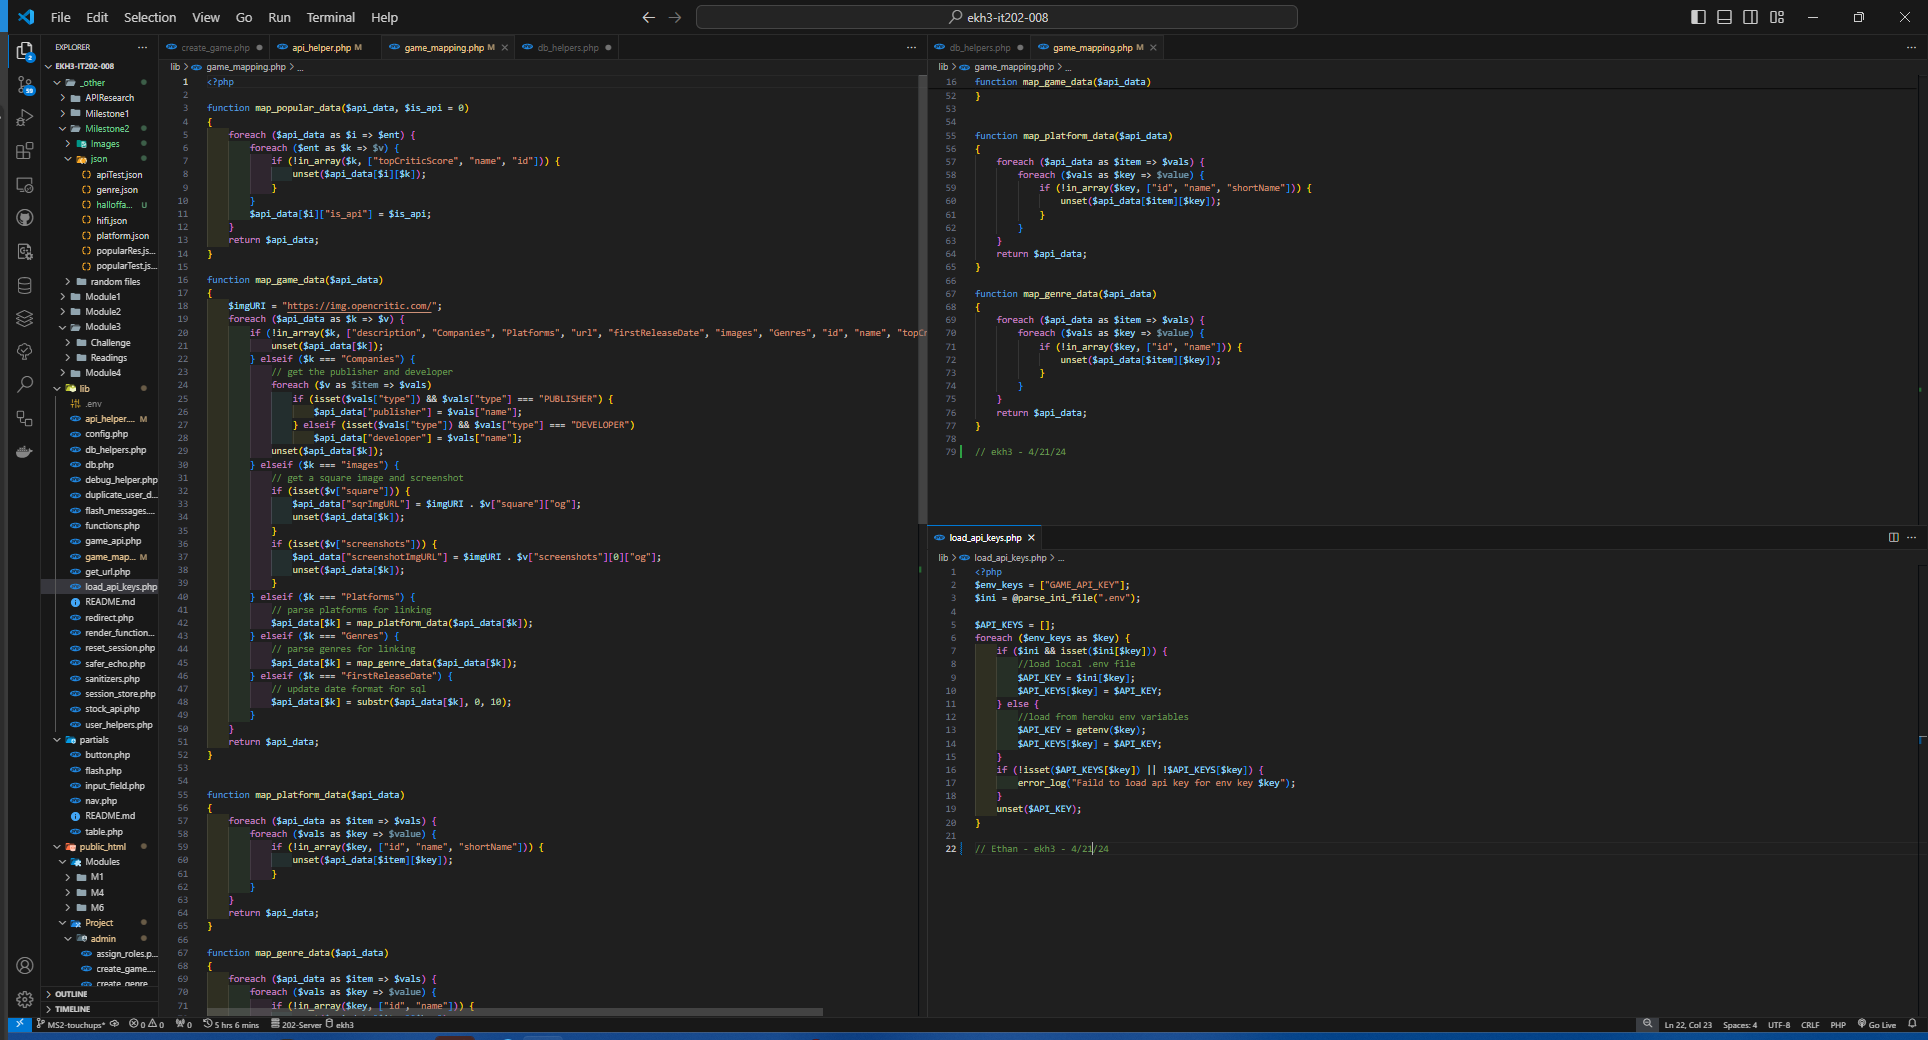 File Edit Selection View Go Run Terminal Help
ekh3-it202-008
EXPLORER
EKH3-IT202-008
_other
APIResearch
Milestone1
Milestone2
Images
json
apiTest.json
genre.json
halloffa... U
hifi.json
platform.json
popularRes.js...
popularTest.js...
random files
Module1
Module2
Module3
Challenge
Readings
Module4
lib
.env
api_helper.... M
config.php
db_helpers.php
db.php
debug_helper.php
duplicate_user_d...
flash_messages....
functions.php
game_api.php
game_map... M
get_url.php
load_api_keys.php
README.md
redirect.php
render_function...
reset_session.php
safer_echo.php
sanitizers.php
session_store.php
stock_api.php
user_helpers.php
partials
button.php
flash.php
input_field.php
nav.php
README.md
table.php
public_html
Modules
M1
M4
M6
Project
admin
assign_roles.p...
create_game....
create_genre
OUTLINE
TIMELINE
create_game.php
api_helper.php M
game_mapping.php M
db_helpers.php
lib > game_mapping.php > ...
1 <?php
2
3 function map_popular_data($api_data, $is_api = 0)
4 {
5 foreach ($api_data as $i => $ent) {
6 foreach ($ent as $k => $v) {
7 if (!in_array($k, ["topCriticScore", "name", "id"])) {
8 unset($api_data[$i][$k]);
9 }
10 }
11 $api_data[$i]["is_api"] = $is_api;
12 }
13 return $api_data;
14 }
15
16 function map_game_data($api_data)
17 {
18 $imgURI = "https://img.opencritic.com/";
19 foreach ($api_data as $k => $v) {
20 if (!in_array($k, ["description", "Companies", "Platforms", "url", "firstReleaseDate", "images", "Genres", "id", "name", "topCr
21 unset($api_data[$k]);
22 } elseif ($k === "Companies") {
23 // get the publisher and developer
24 foreach ($v as $item => $vals)
25 if (isset($vals["type"]) && $vals["type"] === "PUBLISHER") {
26 $api_data["publisher"] = $vals["name"];
27 } elseif (isset($vals["type"]) && $vals["type"] === "DEVELOPER")
28 $api_data["developer"] = $vals["name"];
29 unset($api_data[$k]);
30 } elseif ($k === "images") {
31 // get a square image and screenshot
32 if (isset($v["square"])) {
33 $api_data["sqrImgURL"] = $imgURI . $v["square"]["og"];
34 unset($api_data[$k]);
35 }
36 if (isset($v["screenshots"])) {
37 $api_data["screenshotImgURL"] = $imgURI . $v["screenshots"][0]["og"];
38 unset($api_data[$k]);
39 }
40 } elseif ($k === "Platforms") {
41 // parse platforms for linking
42 $api_data[$k] = map_platform_data($api_data[$k]);
43 } elseif ($k === "Genres") {
44 // parse genres for linking
45 $api_data[$k] = map_genre_data($api_data[$k]);
46 } elseif ($k === "firstReleaseDate") {
47 // update date format for sql
48 $api_data[$k] = substr($api_data[$k], 0, 10);
49 }
50 }
51 return $api_data;
52 }
53
54
55 function map_platform_data($api_data)
56 {
57 foreach ($api_data as $item => $vals) {
58 foreach ($vals as $key => $value) {
59 if (!in_array($key, ["id", "name", "shortName"])) {
60 unset($api_data[$item][$key]);
61 }
62 }
63 }
64 return $api_data;
65 }
66
67 function map_genre_data($api_data)
68 {
69 foreach ($api_data as $item => $vals) {
70 foreach ($vals as $key => $value) {
71 if (!in_array($key, ["id", "name"])) {
db_helpers.php
game_mapping.php M
lib > game_mapping.php > ...
16 function map_game_data($api_data)
52 }
53
54
55 function map_platform_data($api_data)
56 {
57 foreach ($api_data as $item => $vals) {
58 foreach ($vals as $key => $value) {
59 if (!in_array($key, ["id", "name", "shortName"])) {
60 unset($api_data[$item][$key]);
61 }
62 }
63 }
64 return $api_data;
65 }
66
67 function map_genre_data($api_data)
68 {
69 foreach ($api_data as $item => $vals) {
70 foreach ($vals as $key => $value) {
71 if (!in_array($key, ["id", "name"])) {
72 unset($api_data[$item][$key]);
73 }
74 }
75 }
76 return $api_data;
77 }
78
79 // ekh3 - 4/21/24
load_api_keys.php
lib > load_api_keys.php > ...
1 <?php
2 $env_keys = ["GAME_API_KEY"];
3 $ini = @parse_ini_file(".env");
4
5 $API_KEYS = [];
6 foreach ($env_keys as $key) {
7 if ($ini && isset($ini[$key])) {
8 //load local .env file
9 $API_KEY = $ini[$key];
10 $API_KEYS[$key] = $API_KEY;
11 } else {
12 //load from heroku env variables
13 $API_KEY = getenv($key);
14 $API_KEYS[$key] = $API_KEY;
15 }
16 if (!isset($API_KEYS[$key]) || !$API_KEYS[$key]) {
17 error_log("Faild to load api key for env key $key");
18 }
19 unset($API_KEY);
20 }
21
22 // Ethan - ekh3 - 4/21/24
MS2-touchups* 0 0 0 5 hrs 6 mins 202-Server ekh3
Ln 22, Col 23 Spaces: 4 UTF-8 CRLF PHP Go Live